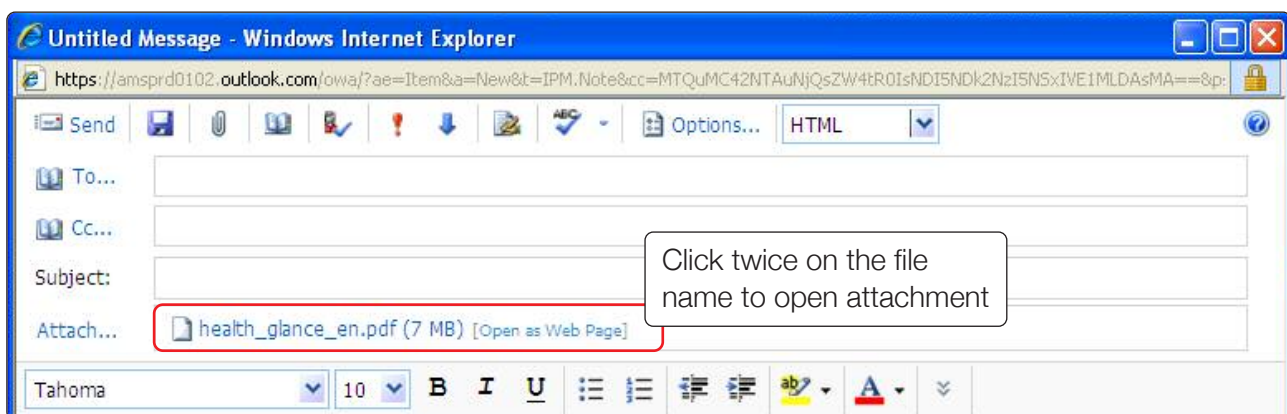 Untitled Message - Windows Internet Explorer
https://amsprd0102.outlook.com/owa/?ae=Item&a=New&t=IPM.Note&cc=
Send ABC Options... HTML
To...
Cc...
Subject:
Click twice on the file
name to open attachment
Attach... health_glance_en.pdf (7 MB) [Open as Web Page]
Tahoma 10 B I U ab A